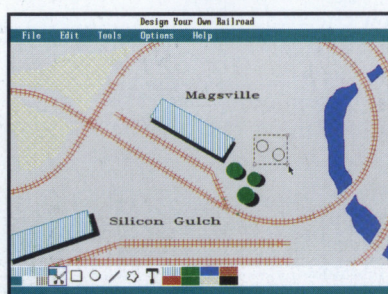 Design Your Own Railroad
File Edit Tools Options Help
Magsville
Silicon Gulch
T